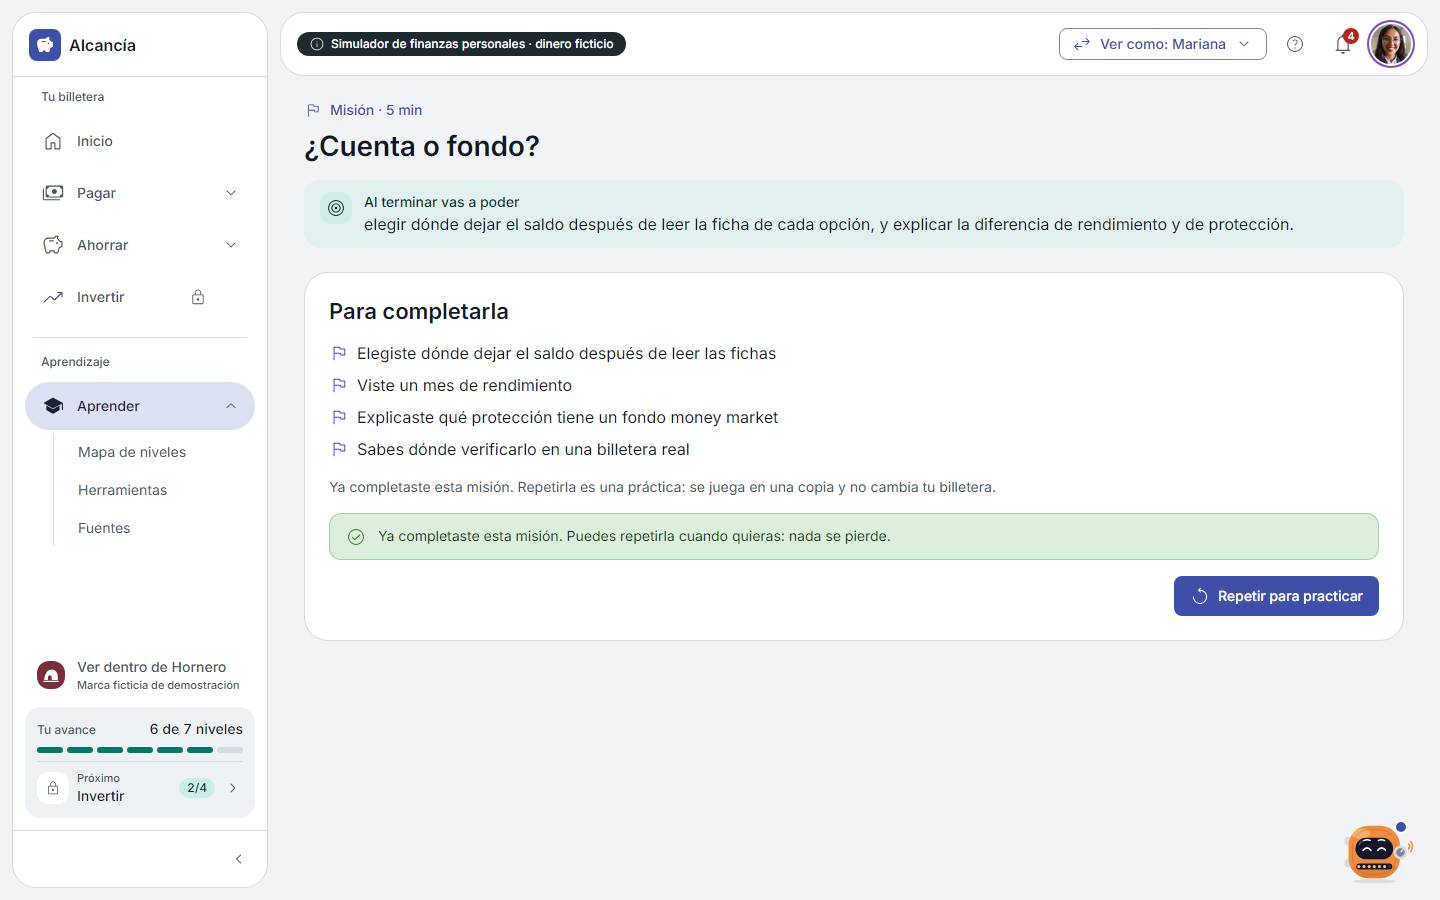 Alcancía
Simulador de finanzas personales · dinero ficticio
Ver como: Mariana
4
Tu billetera
Inicio
Pagar
Ahorrar
Invertir
Aprendizaje
Aprender
Mapa de niveles
Herramientas
Fuentes
Ver dentro de Hornero
Marca ficticia de demostración
Tu avance
6 de 7 niveles
Próximo
Invertir
2/4
Misión · 5 min
¿Cuenta o fondo?
Al terminar vas a poder
elegir dónde dejar el saldo después de leer la ficha de cada opción, y explicar la diferencia de rendimiento y de protección.
Para completarla
Elegiste dónde dejar el saldo después de leer las fichas
Viste un mes de rendimiento
Explicaste qué protección tiene un fondo money market
Sabes dónde verificarlo en una billetera real
Ya completaste esta misión. Repetirla es una práctica: se juega en una copia y no cambia tu billetera.
Ya completaste esta misión. Puedes repetirla cuando quieras: nada se pierde.
Repetir para practicar